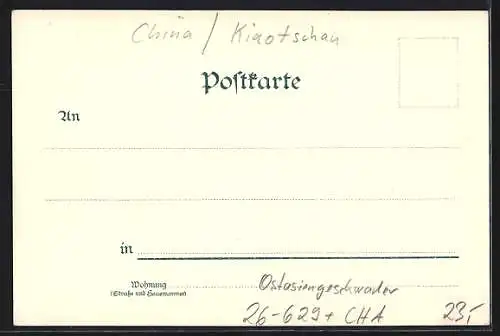 China / Kiaotschau
Postkarte
An
in
Wohnung
(Straße und Hausnummer)
Ostasiengeschwader
26-629+ CHA 23,-